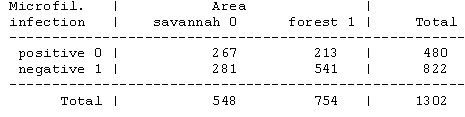 Microfil.    |            Area               |
infection    |    savannah 0      forest 1 |     Total
------------------------------------------------------
positive 0 |         267         213 |       480
negative 1 |         281         541 |       822
------------------------------------------------------
Total |         548         754 |      1302